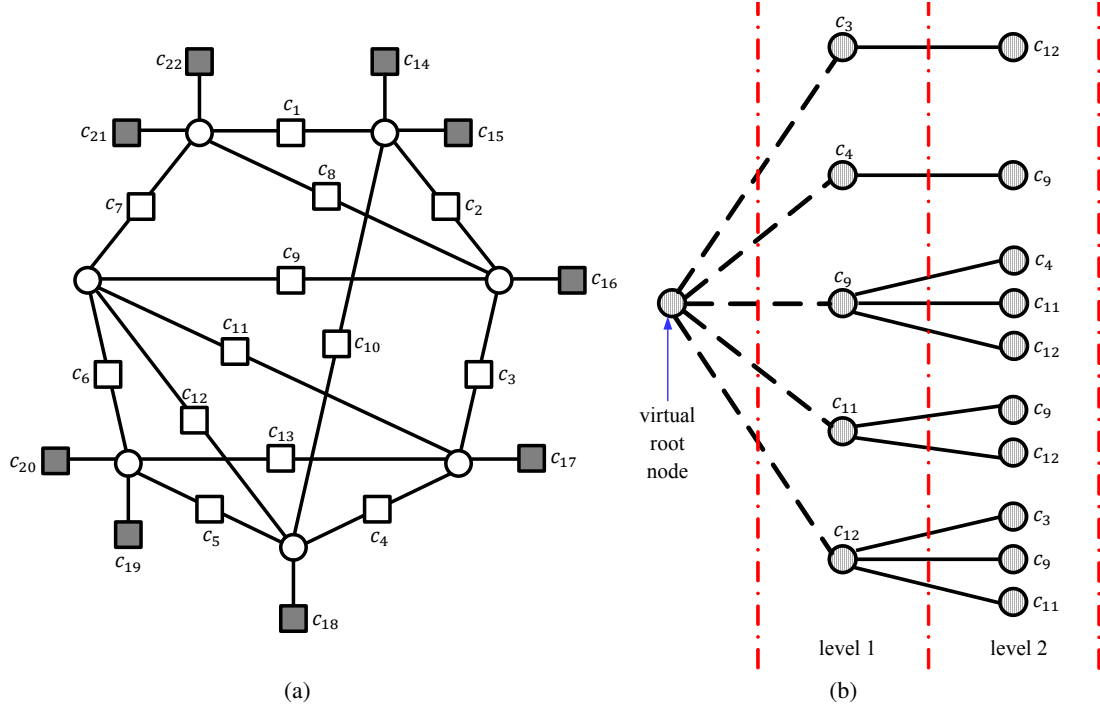 c₂₂
c₁₄
c₁
c₂₁
c₁₅
c₈
c₇
c₂
c₉
c₁₆
c₁₁
c₁₀
c₆
c₃
c₁₂
c₁₃
c₂₀
c₁₇
c₅
c₄
c₁₉
c₁₈
(a)
c₃
c₁₂
c₄
c₉
c₉
c₄
c₁₁
c₁₂
virtual
root
node
c₁₁
c₉
c₁₂
c₁₂
c₃
c₉
c₁₁
level 1
level 2
(b)